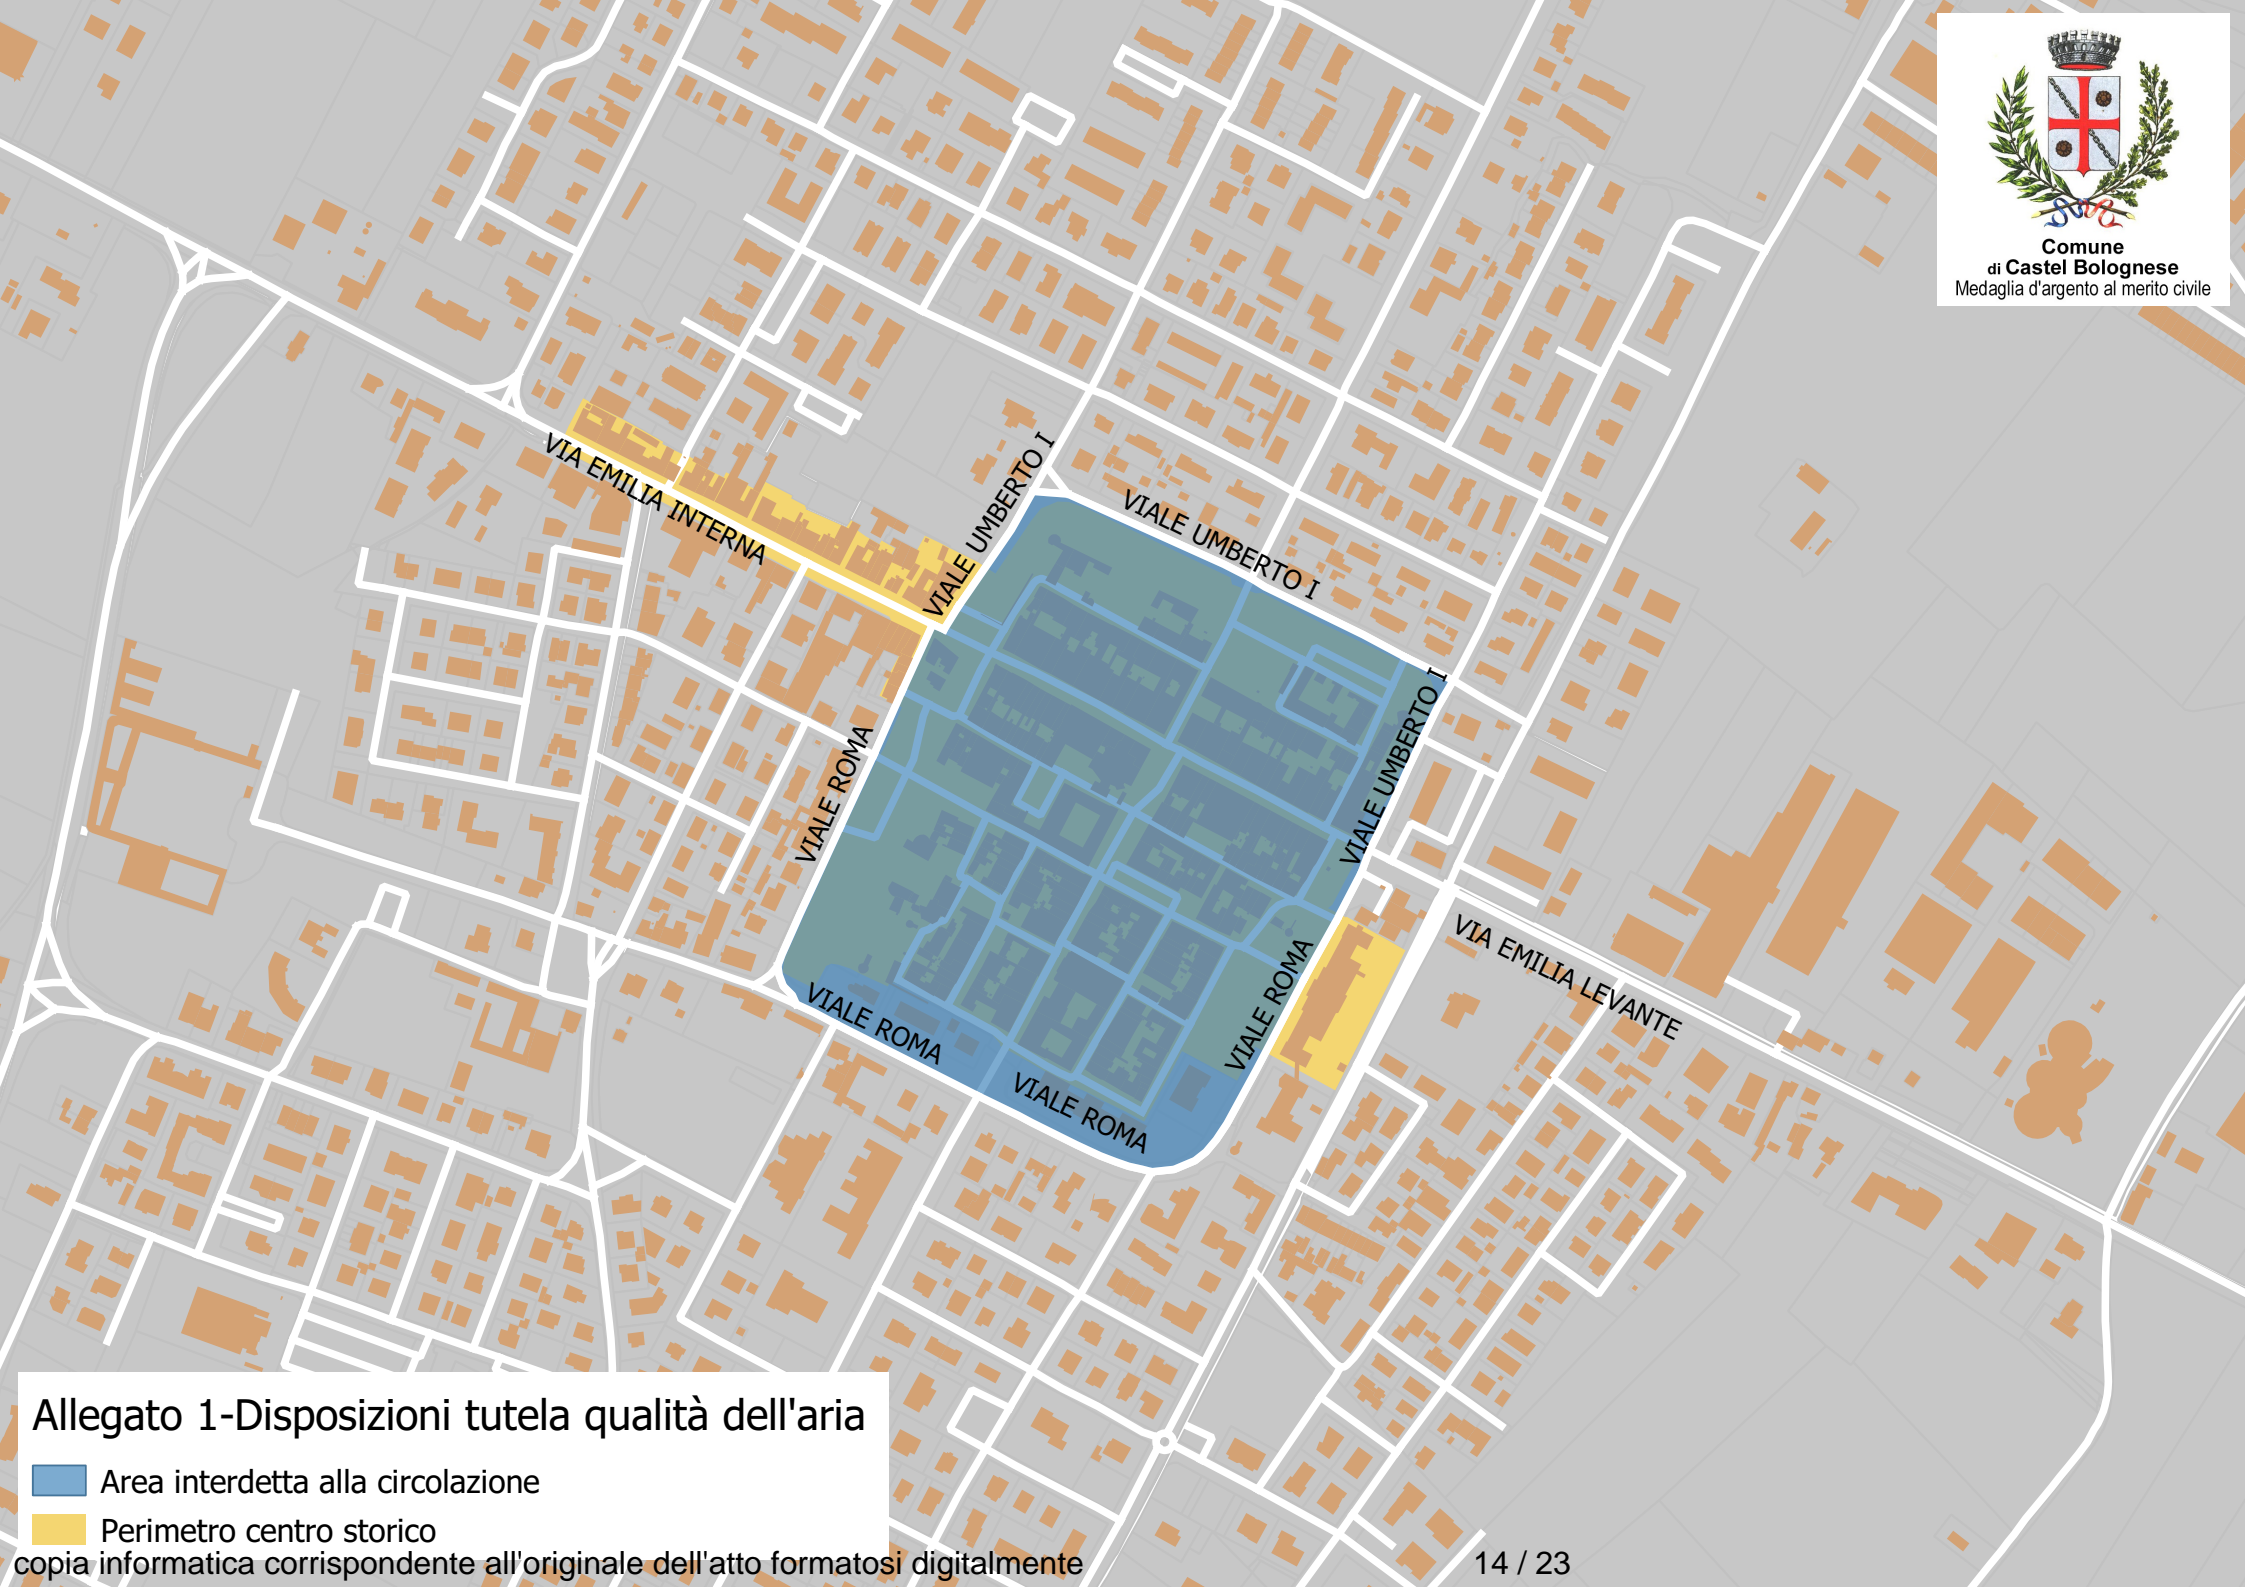 Comune
di Castel Bolognese
Medaglia d'argento al merito civile
VIA EMILIA INTERNA
VIALE UMBERTO I
VIALE UMBERTO I
VIALE UMBERTO I
VIALE ROMA
VIALE ROMA
VIALE ROMA
VIALE ROMA
VIA EMILIA LEVANTE
Allegato 1-Disposizioni tutela qualità dell'aria
Area interdetta alla circolazione
Perimetro centro storico
copia informatica corrispondente all'originale dell'atto formatosi digitalmente
14 / 23